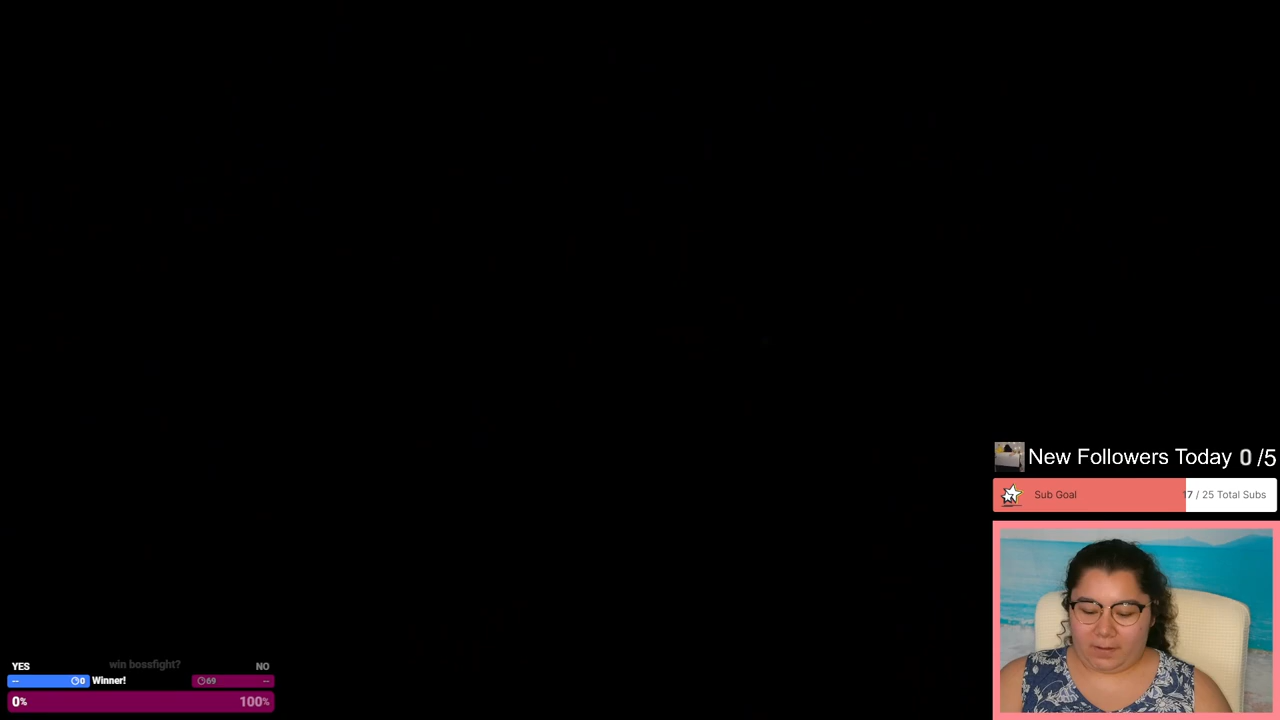 New Followers Today 0 /5
Sub Goal 17 / 25 Total Subs
win bossfight?
YES NO
-- 0 Winner! 69 --
0% 100%